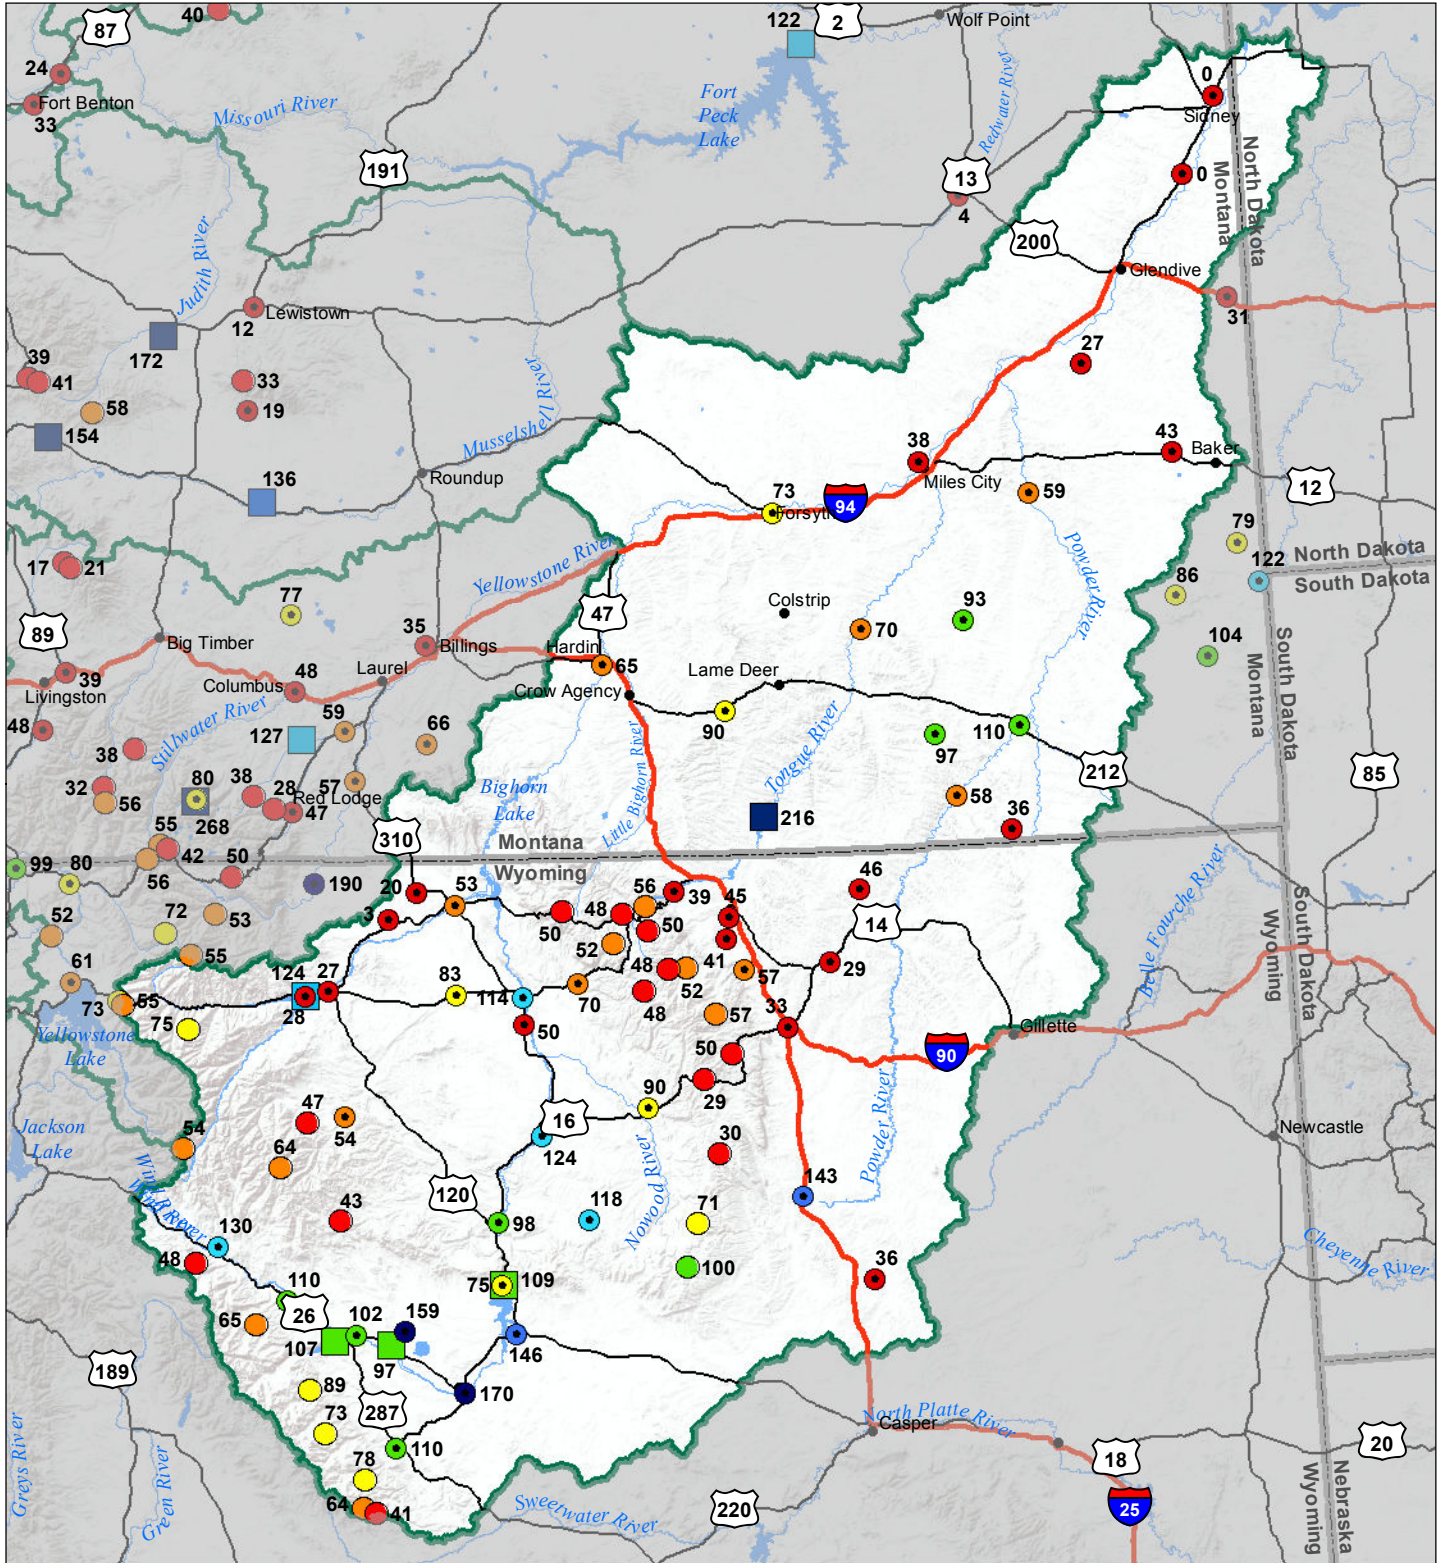 40
87
122
2
Wolf Point
24
Fort Benton
33
Missouri River
Fort
Peck
Lake
Redwater River
0
Sidney
191
13
4
0
North Dakota
Montana
200
Judith River
Glendive
12
Lewistown
31
172
39
41
33
27
58
19
Musselshell River
154
38
43
Baker
136
Roundup
Miles City
59
12
73
Forsyth
94
79
17
21
Yellowstone River
Powder River
122
North Dakota
South Dakota
86
77
47
Colstrip
93
89
Big Timber
35
Billings
Hardin
70
104
65
Laurel
Lame Deer
39
Livingston
Columbus
48
Crow Agency
South Dakota
Montana
48
Stillwater River
59
66
90
110
38
127
Little Bighorn River
Tongue River
97
212
85
32
56
80
38
28
57
Red Lodge
47
Bighorn
Lake
58
268
216
36
55
42
310
Montana
Wyoming
99
80
56
50
190
20
53
56
39
45
46
14
South Dakota
Wyoming
Belle Fourche River
52
72
53
3
50
48
50
55
52
41
29
61
124
27
83
114
70
48
52
57
73
55
28
48
33
75
50
57
Gillette
Yellowstone
Lake
90
50
29
47
54
90
16
Jackson
Lake
54
64
124
30
Powder River
Newcastle
Wind River
Wind River
120
143
43
118
71
Nowood River
130
98
48
100
36
Cheyenne River
110
75
109
26
65
102
159
107
97
146
189
89
170
73
287
North Platte River
Casper
110
20
78
18
Greys River
Green River
64
41
Sweetwater River
220
25
Nebraska
Wyoming